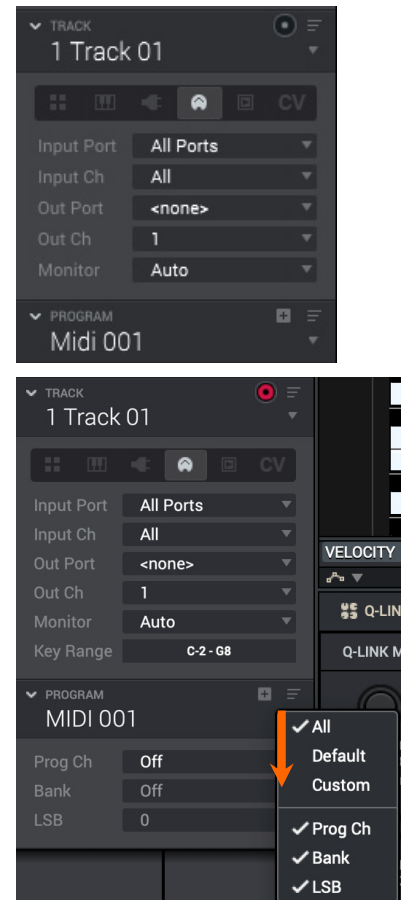 TRACK
1 Track 01
CV
Input Port All Ports
Input Ch All
Out Port <none>
Out Ch 1
Monitor Auto
PROGRAM
Midi 001
TRACK
1 Track 01
CV
Input Port All Ports
Input Ch All
Out Port <none>
Out Ch 1
Monitor Auto
Key Range C-2 - G8
PROGRAM
MIDI 001
Prog Ch Off
Bank Off
LSB 0
VELOCITY
Q-LIN
Q-LINK M
All
Default
Custom
Prog Ch
Bank
LSB